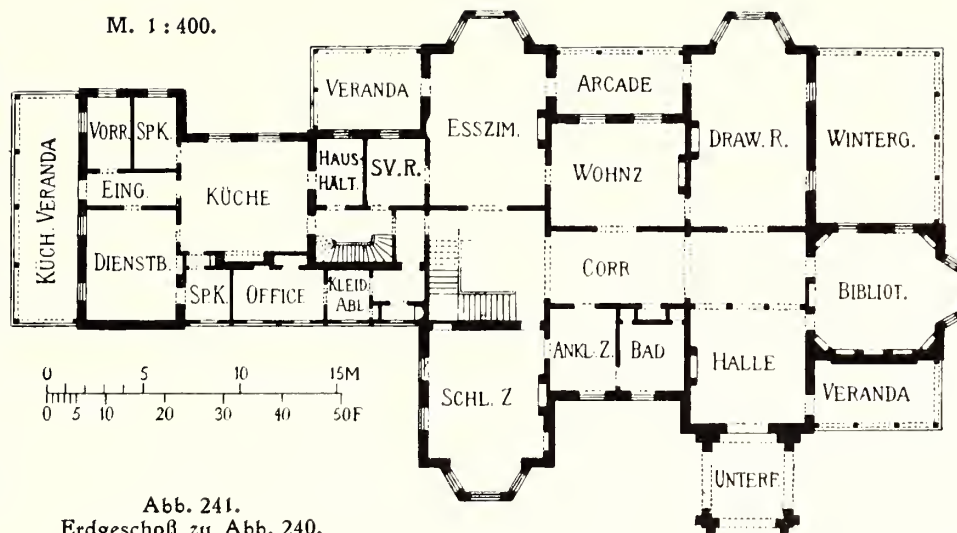 M. 1 : 400.
VERANDA
ARCADE
VORR.
SPK.
ESSZIM.
DRAW. R.
WINTERG.
HAUS-
HÄLT.
SV. R.
WOHNZ
EING.
KÜCHE
KÜCH. VERANDA
DIENSTB.
CORR
BIBLIOT.
SPK.
OFFICE
KLEID
ABL
ANKL. Z.
BAD
HALLE
SCHL. Z
VERANDA
UNTERF
0 5 10 15M
0 5 10 20 30 40 50F
Abb. 241.
Erdgeschoß zu Abb. 240.